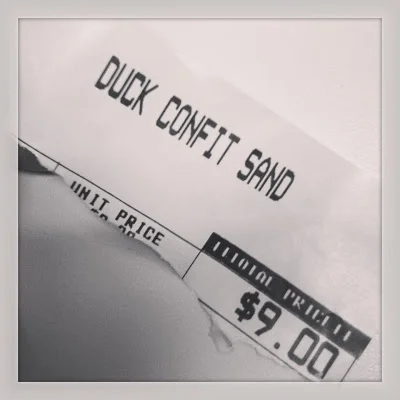 DUCK CONFIT SAND
UNIT PRICE
TOTAL PRICE
$9.00